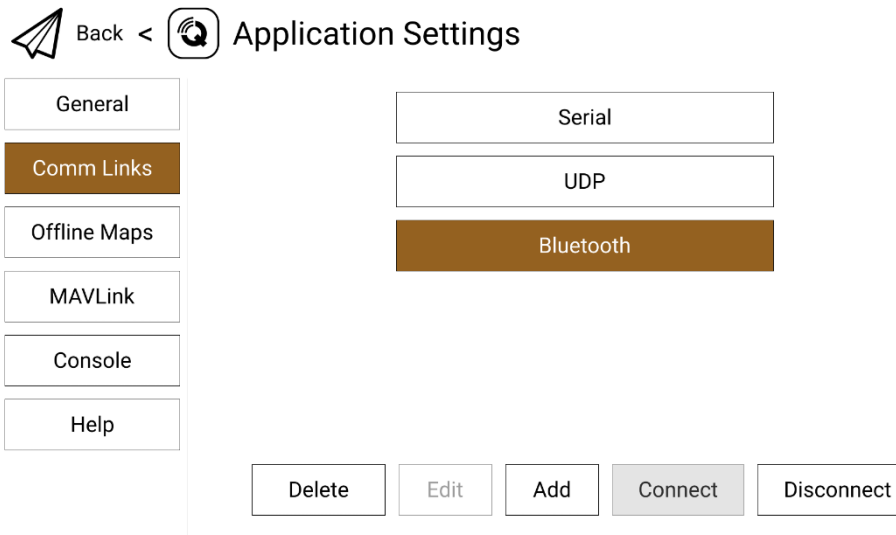 Back < Application Settings
General
Comm Links
Offline Maps
MAVLink
Console
Help
Serial
UDP
Bluetooth
Delete Edit Add Connect Disconnect